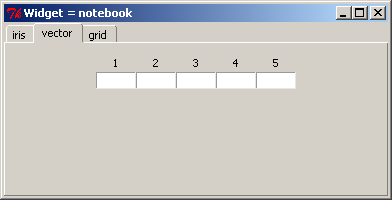 Widget = notebook
iris vector grid
1 2 3 4 5